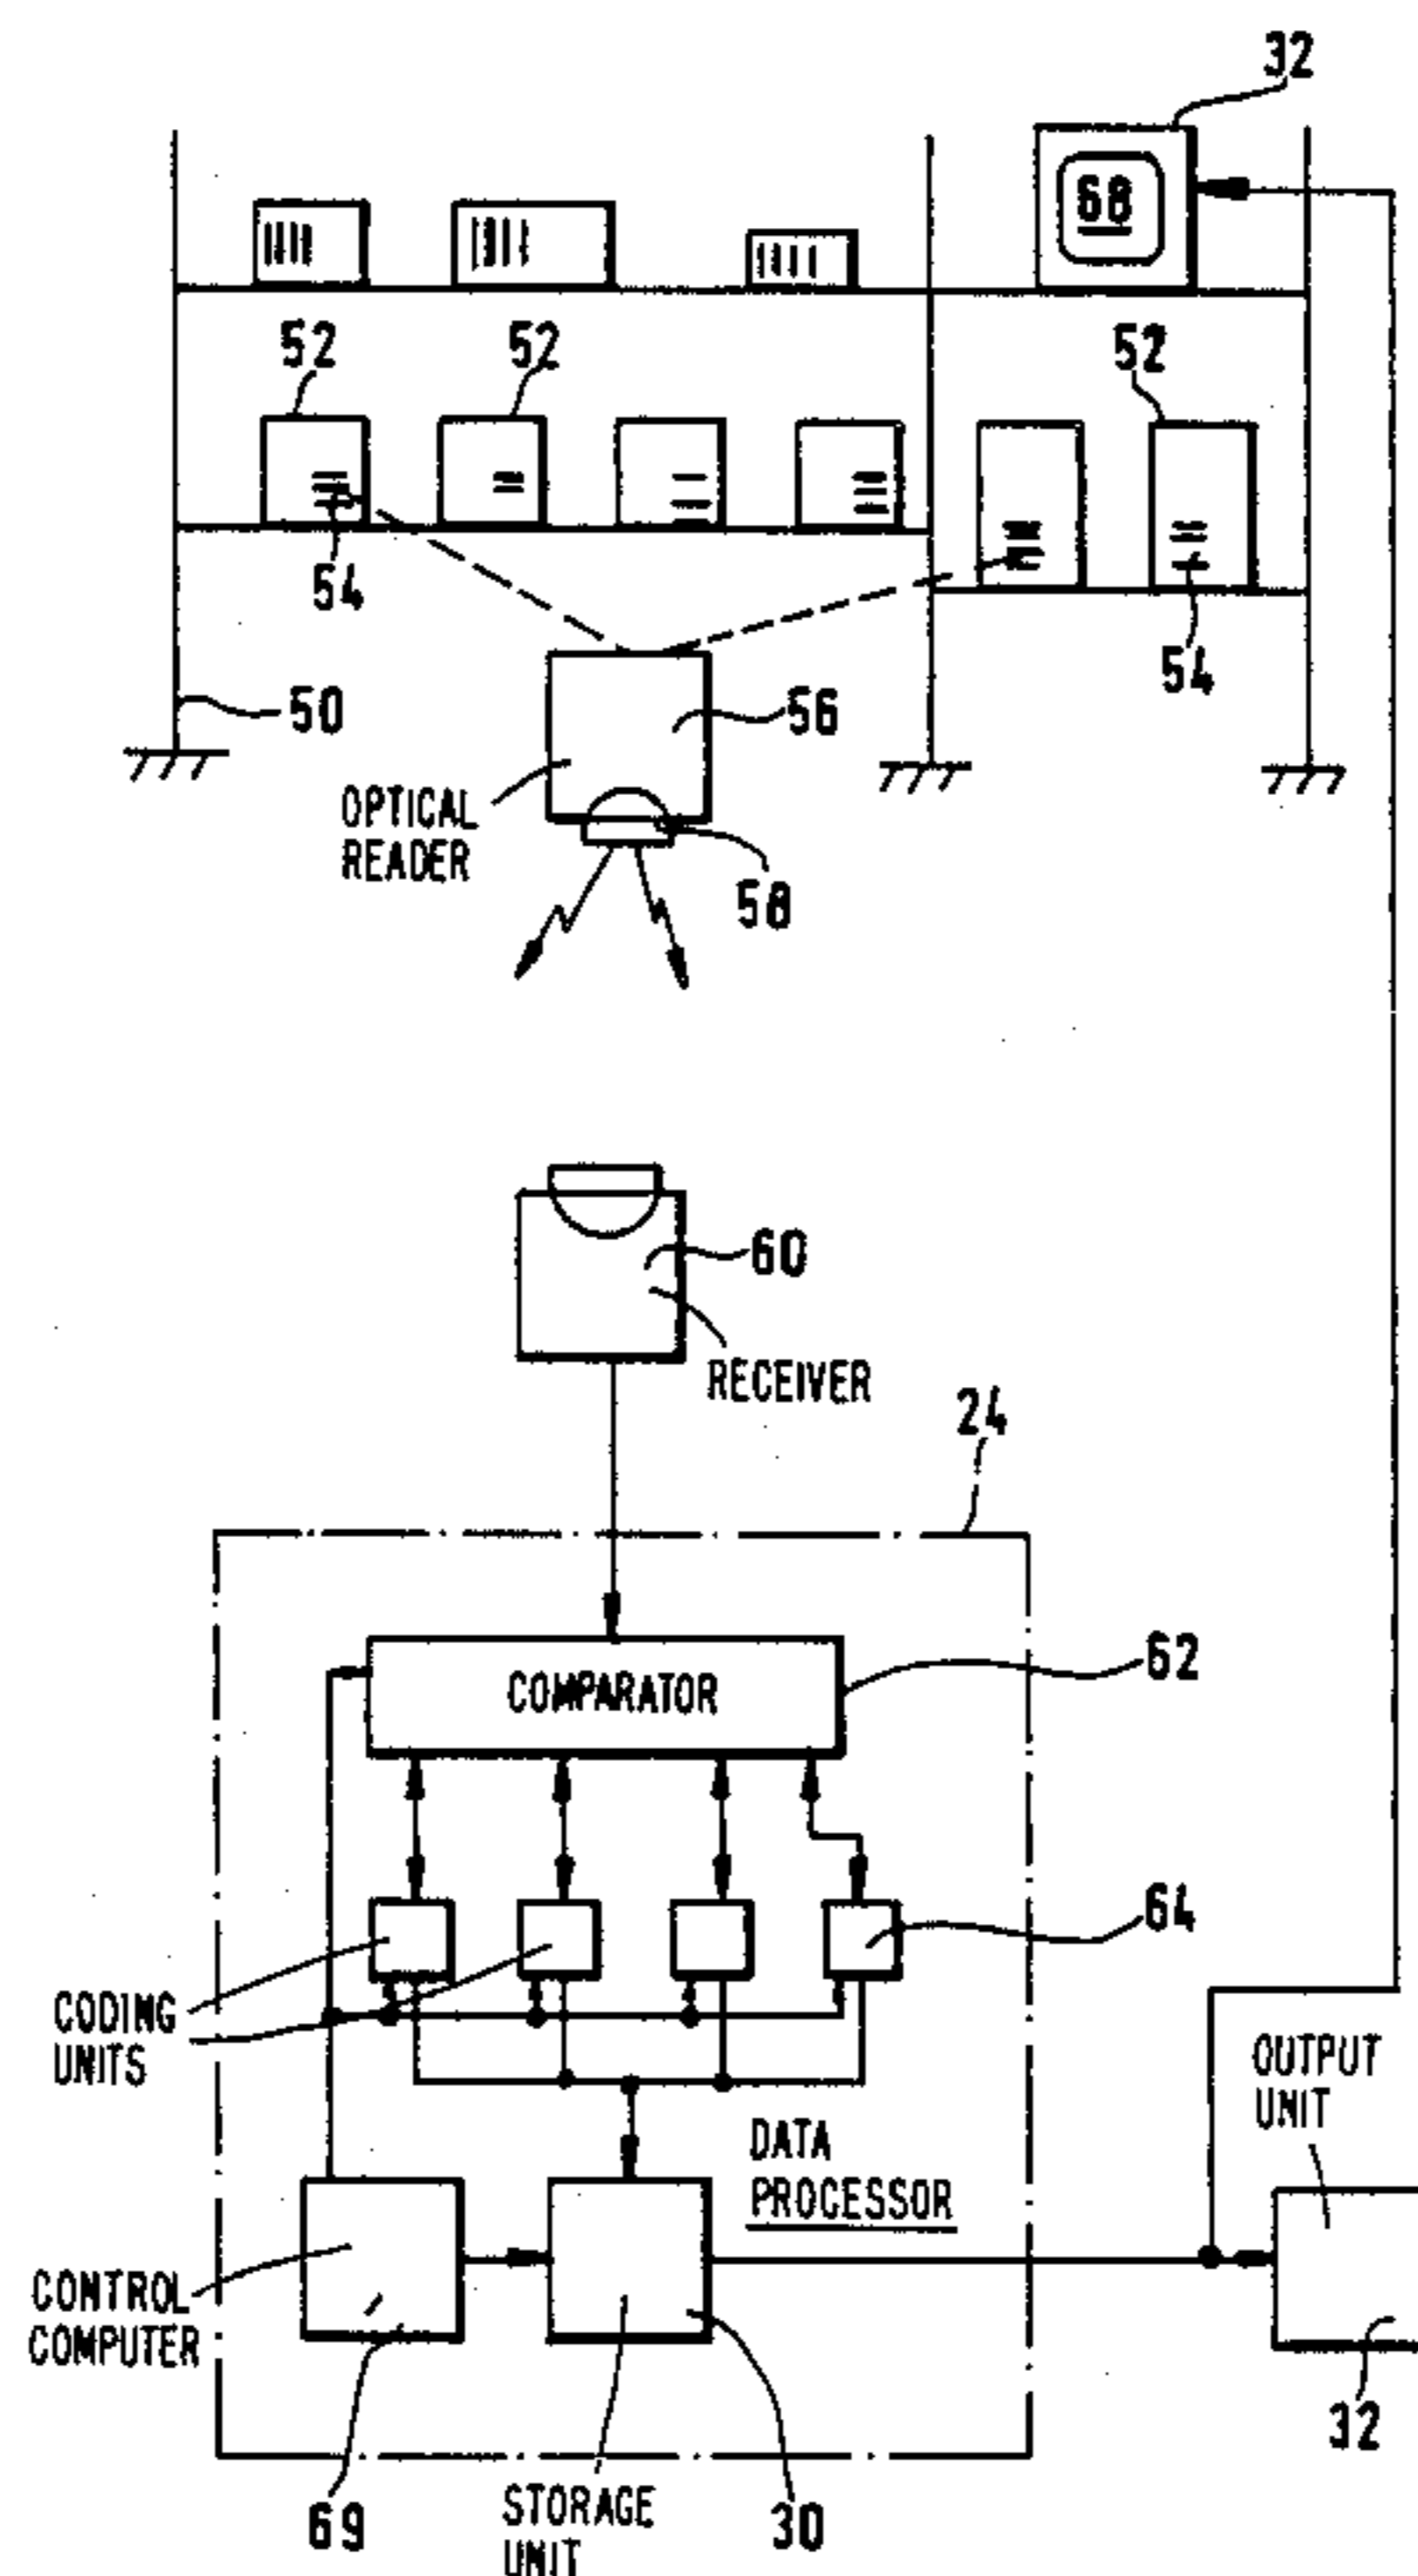 32
68
52
52
52
54
54
50
56
OPTICAL
READER
58
60
RECEIVER
24
COMPARATOR
62
64
CODING
UNITS
OUTPUT
UNIT
DATA
PROCESSOR
CONTROL
COMPUTER
32
69
STORAGE
UNIT
30